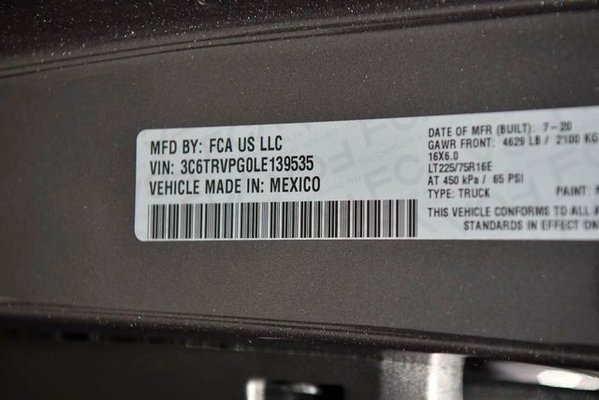 MFD BY: FCA US LLC
VIN: 3C6TRVPG0LE139535
VEHICLE MADE IN: MEXICO
DATE OF MFR (BUILT): 7-20
GAWR FRONT: 4629 LB / 2100 KG
16X6.0
LT225/75R16E
AT 450 kPa / 65 PSI
TYPE: TRUCK PAINT:
THIS VEHICLE CONFORMS TO ALL
STANDARDS IN EFFECT ON